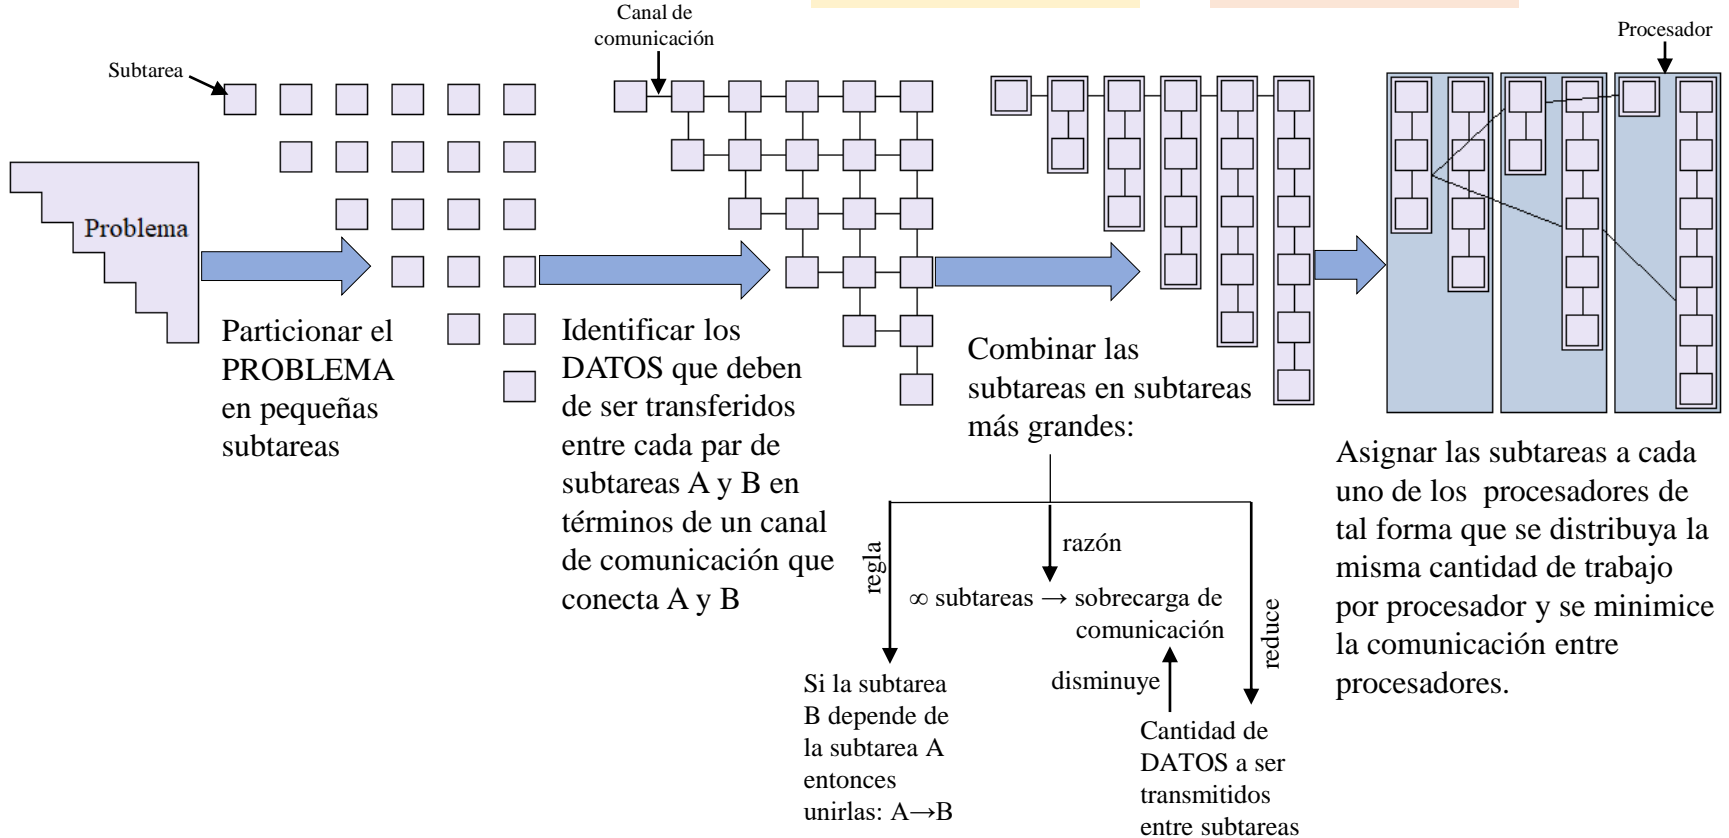 Subtarea
Canal de
comunicación
Procesador
Problema
Particionar el
PROBLEMA
en pequeñas
subtareas
Identificar los
DATOS que deben
de ser transferidos
entre cada par de
subtareas A y B en
términos de un canal
de comunicación que
conecta A y B
Combinar las
subtareas en subtareas
más grandes:
regla
razón
reduce
∞ subtareas → sobrecarga de
comunicación
disminuye
Si la subtarea
B depende de
la subtarea A
entonces
unirlas: A→B
Cantidad de
DATOS a ser
transmitidos
entre subtareas
Asignar las subtareas a cada
uno de los procesadores de
tal forma que se distribuya la
misma cantidad de trabajo
por procesador y se minimice
la comunicación entre
procesadores.